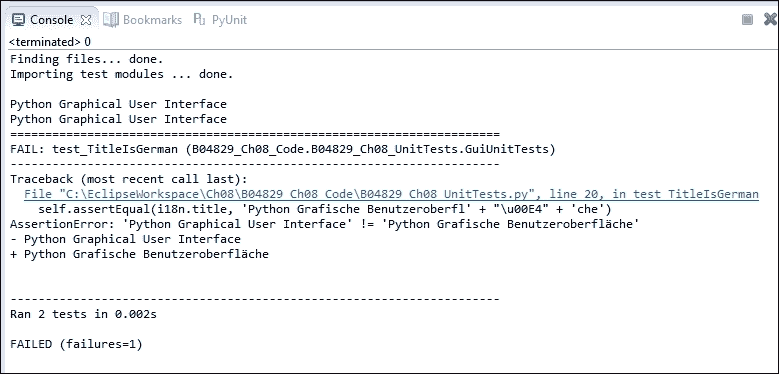 Console Bookmarks PyUnit
<terminated> 0
Finding files... done.
Importing test modules ... done.
Python Graphical User Interface
Python Graphical User Interface
======================================================================
FAIL: test_TitleIsGerman (B04829_Ch08_Code.B04829_Ch08_UnitTests.GuiUnitTests)
----------------------------------------------------------------------
Traceback (most recent call last):
File "C:\EclipseWorkspace\Ch08\B04829_Ch08_Code\B04829_Ch08_UnitTests.py", line 20, in test_TitleIsGerman
self.assertEqual(i18n.title, 'Python Grafische Benutzeroberfl' + "\u00E4" + 'che')
AssertionError: 'Python Graphical User Interface' != 'Python Grafische Benutzeroberfläche'
- Python Graphical User Interface
+ Python Grafische Benutzeroberfläche
----------------------------------------------------------------------
Ran 2 tests in 0.002s
FAILED (failures=1)